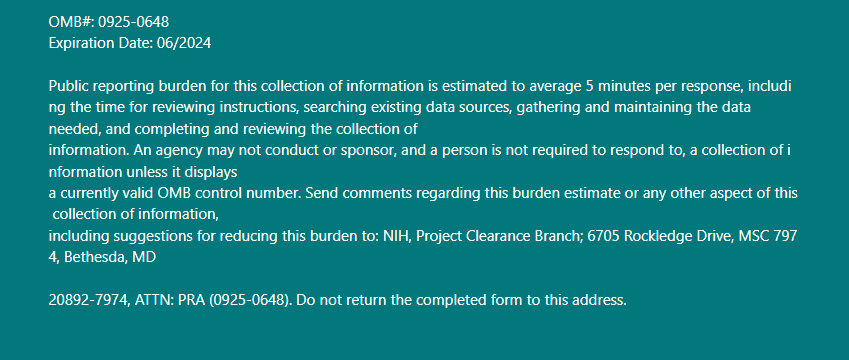 OMB#: 0925-0648
Expiration Date: 06/2024
Public reporting burden for this collection of information is estimated to average 5 minutes per response, includi
ng the time for reviewing instructions, searching existing data sources, gathering and maintaining the data
needed, and completing and reviewing the collection of
information. An agency may not conduct or sponsor, and a person is not required to respond to, a collection of i
nformation unless it displays
a currently valid OMB control number. Send comments regarding this burden estimate or any other aspect of this
collection of information,
including suggestions for reducing this burden to: NIH, Project Clearance Branch; 6705 Rockledge Drive, MSC 797
4, Bethesda, MD
20892-7974, ATTN: PRA (0925-0648). Do not return the completed form to this address.